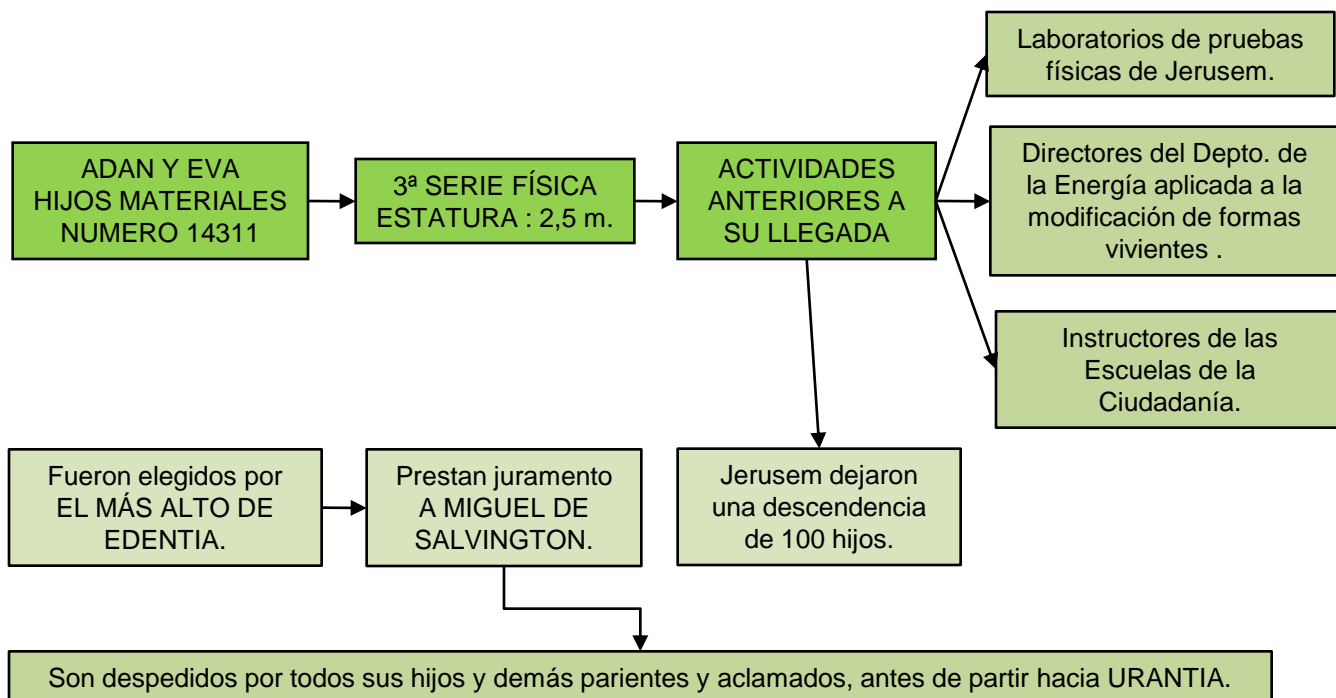 ADAN Y EVA
HIJOS MATERIALES
NUMERO 14311
3ª SERIE FÍSICA
ESTATURA : 2,5 m.
ACTIVIDADES
ANTERIORES A
SU LLEGADA
Laboratorios de pruebas
físicas de Jerusem.
Directores del Depto. de
la Energía aplicada a la
modificación de formas
vivientes .
Instructores de las
Escuelas de la
Ciudadanía.
Fueron elegidos por
EL MÁS ALTO DE
EDENTIA.
Prestan juramento
A MIGUEL DE
SALVINGTON.
Jerusem dejaron
una descendencia
de 100 hijos.
Son despedidos por todos sus hijos y demás parientes y aclamados, antes de partir hacia URANTIA.